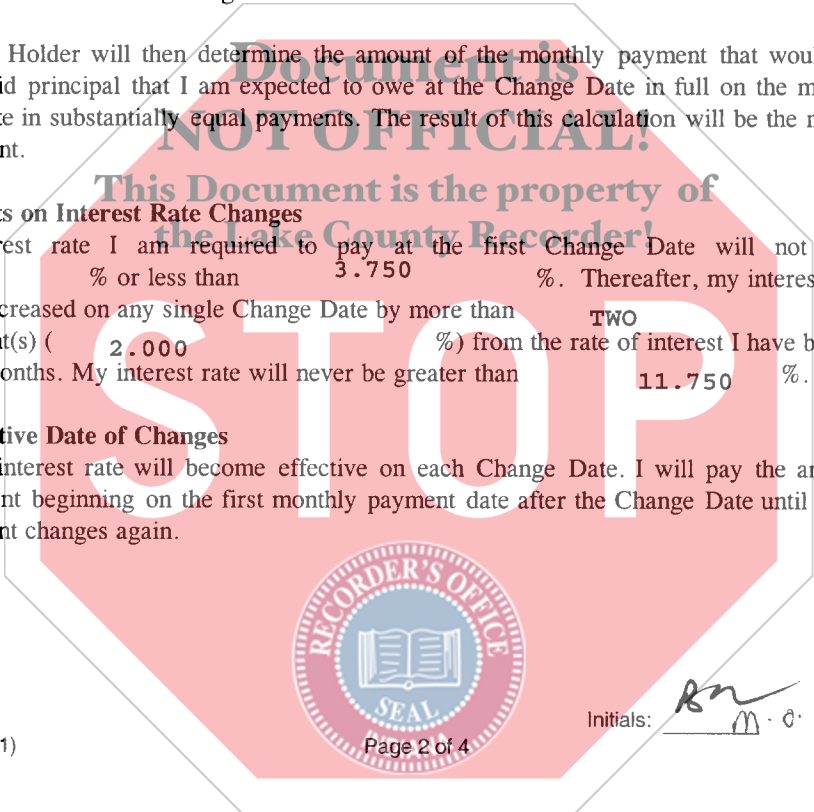 Holder will then determine the amount of the monthly payment that wou
id principal that I am expected to owe at the Change Date in full on the m
te in substantially equal payments. The result of this calculation will be the
nt.
Document is
NOT OFFICIAL!
This Document is the property of
the Lake County Recorder!
ts on Interest Rate Changes
rest rate I am required to pay at the first Change Date will not
% or less than 3.750 %. Thereafter, my interes
creased on any single Change Date by more than TWO
t(s) ( 2.000 %) from the rate of interest I have b
onths. My interest rate will never be greater than 11.750 %.
STOP
tive Date of Changes
interest rate will become effective on each Change Date. I will pay the a
nt beginning on the first monthly payment date after the Change Date until
nt changes again.
RECORDER'S OFFICE
SEAL
INDIANA
Initials:
1)
Page 2 of 4